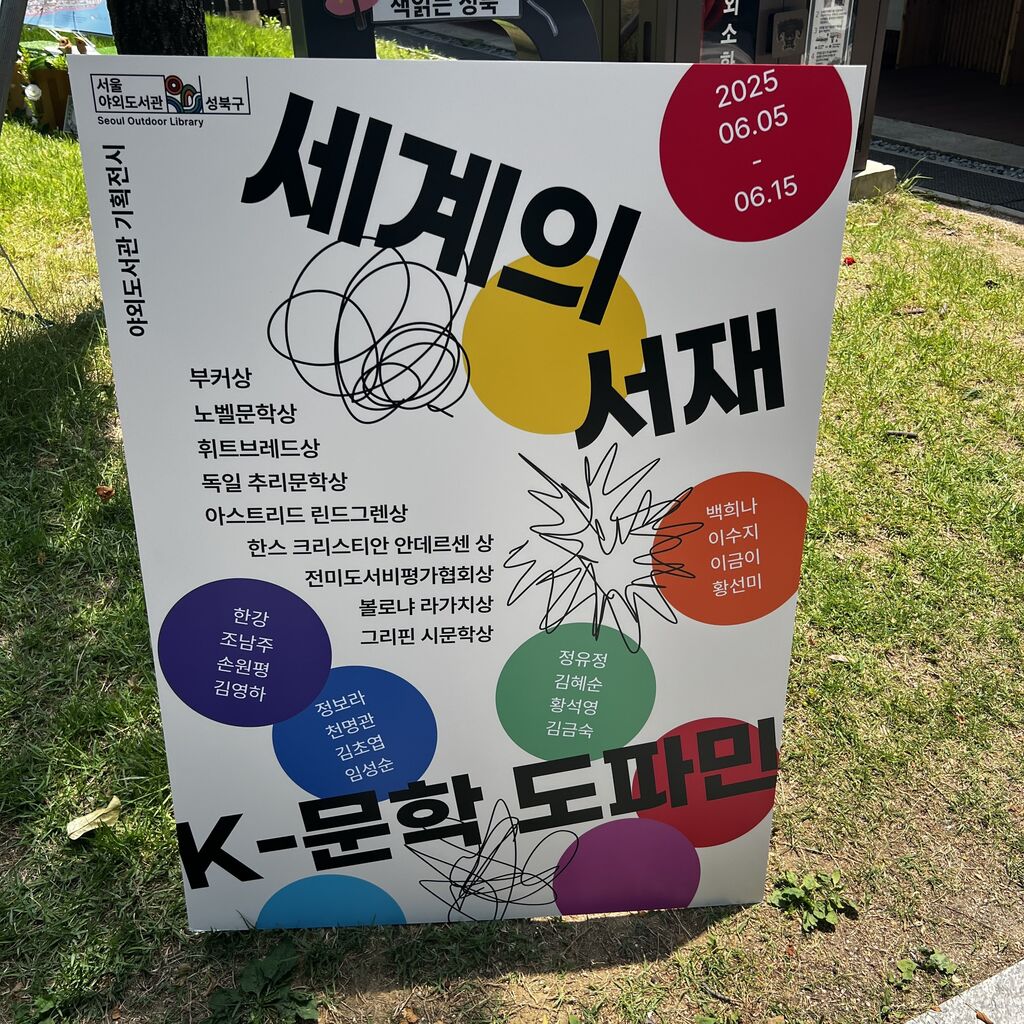 책읽는 성북
외 소
서울
야외도서관 성북구
Seoul Outdoor Library
야외도서관 기획전시
2025
06.05
-
06.15
세계의
서재
부커상
노벨문학상
휘트브레드상
독일 추리문학상
아스트리드 린드그렌상
한스 크리스티안 안데르센 상
전미도서비평가협회상
볼로냐 라가치상
그리핀 시문학상
백희나
이수지
이금이
황선미
한강
조남주
손원평
김영하
정보라
천명관
김초엽
임성순
정유정
김혜순
황석영
김금숙
K-문학 도파민